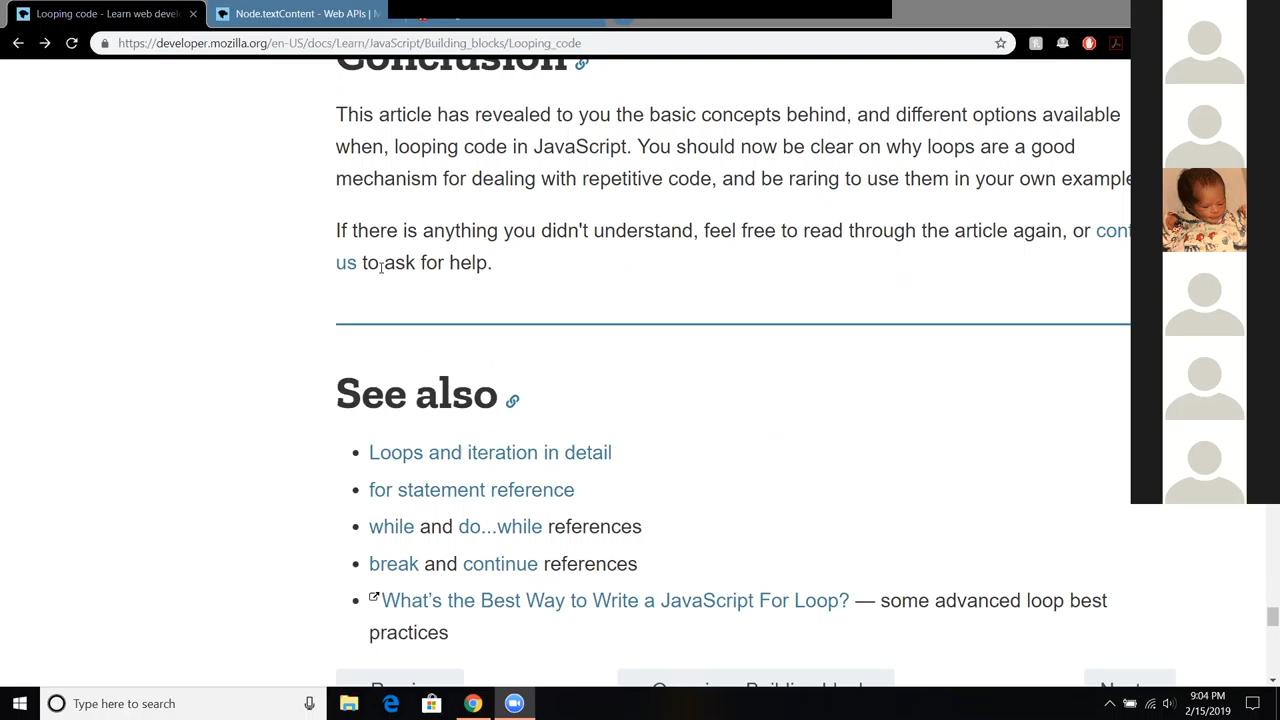 Looping code - Learn web devel
Node.textContent - Web APIs | M
https://developer.mozilla.org/en-US/docs/Learn/JavaScript/Building_blocks/Looping_code
Conclusion
This article has revealed to you the basic concepts behind, and different options available
when, looping code in JavaScript. You should now be clear on why loops are a good
mechanism for dealing with repetitive code, and be raring to use them in your own example
If there is anything you didn't understand, feel free to read through the article again, or cont
us to ask for help.
See also
Loops and iteration in detail
for statement reference
while and do...while references
break and continue references
What's the Best Way to Write a JavaScript For Loop? — some advanced loop best
practices
Type here to search
9:04 PM
2/15/2019